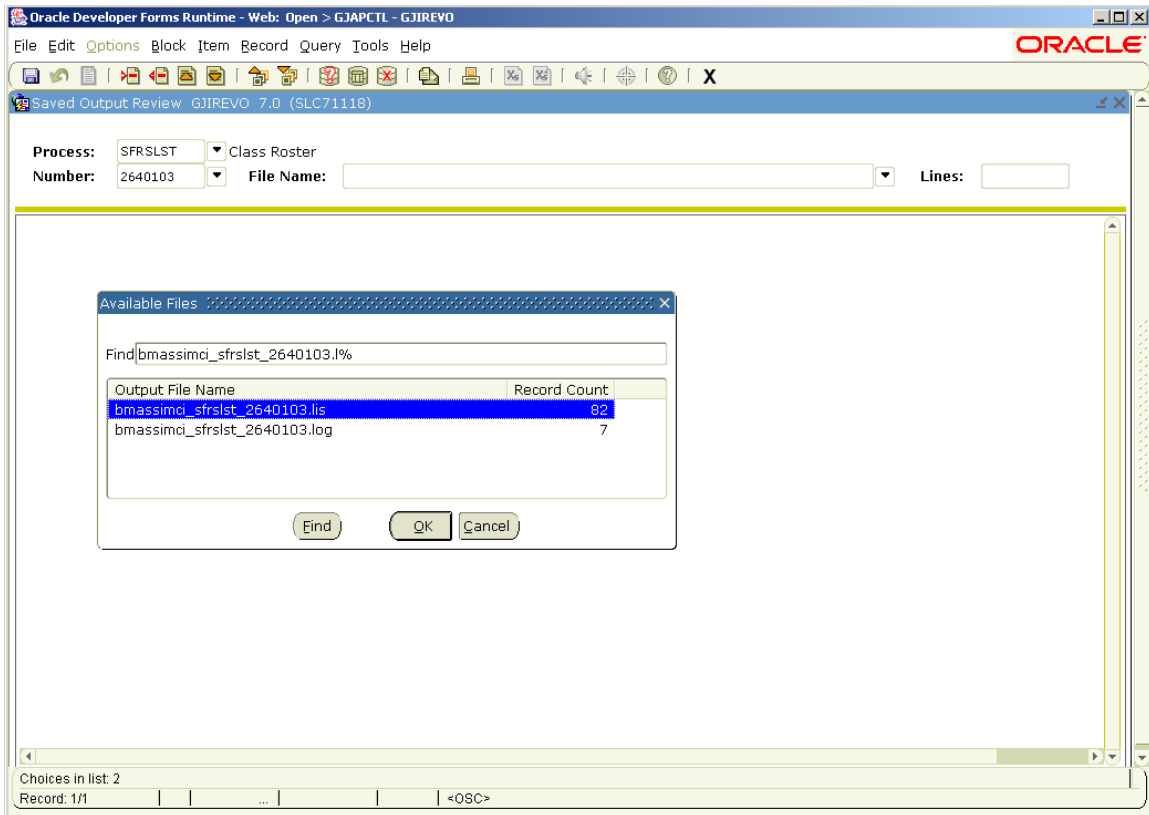 Oracle Developer Forms Runtime - Web: Open > GJAPCTL - GJIREVO
File Edit Options Block Item Record Query Tools Help
ORACLE
X
Saved Output Review GJIREVO 7.0 (SLC71118)
Process: SFRSLST Class Roster
Number: 2640103 File Name: Lines:
Available Files
Find bmassimci_sfrslst_2640103.l%
Output File Name Record Count
bmassimci_sfrslst_2640103.lis 82
bmassimci_sfrslst_2640103.log 7
Find OK Cancel
Choices in list: 2
Record: 1/1 ... <OSC>